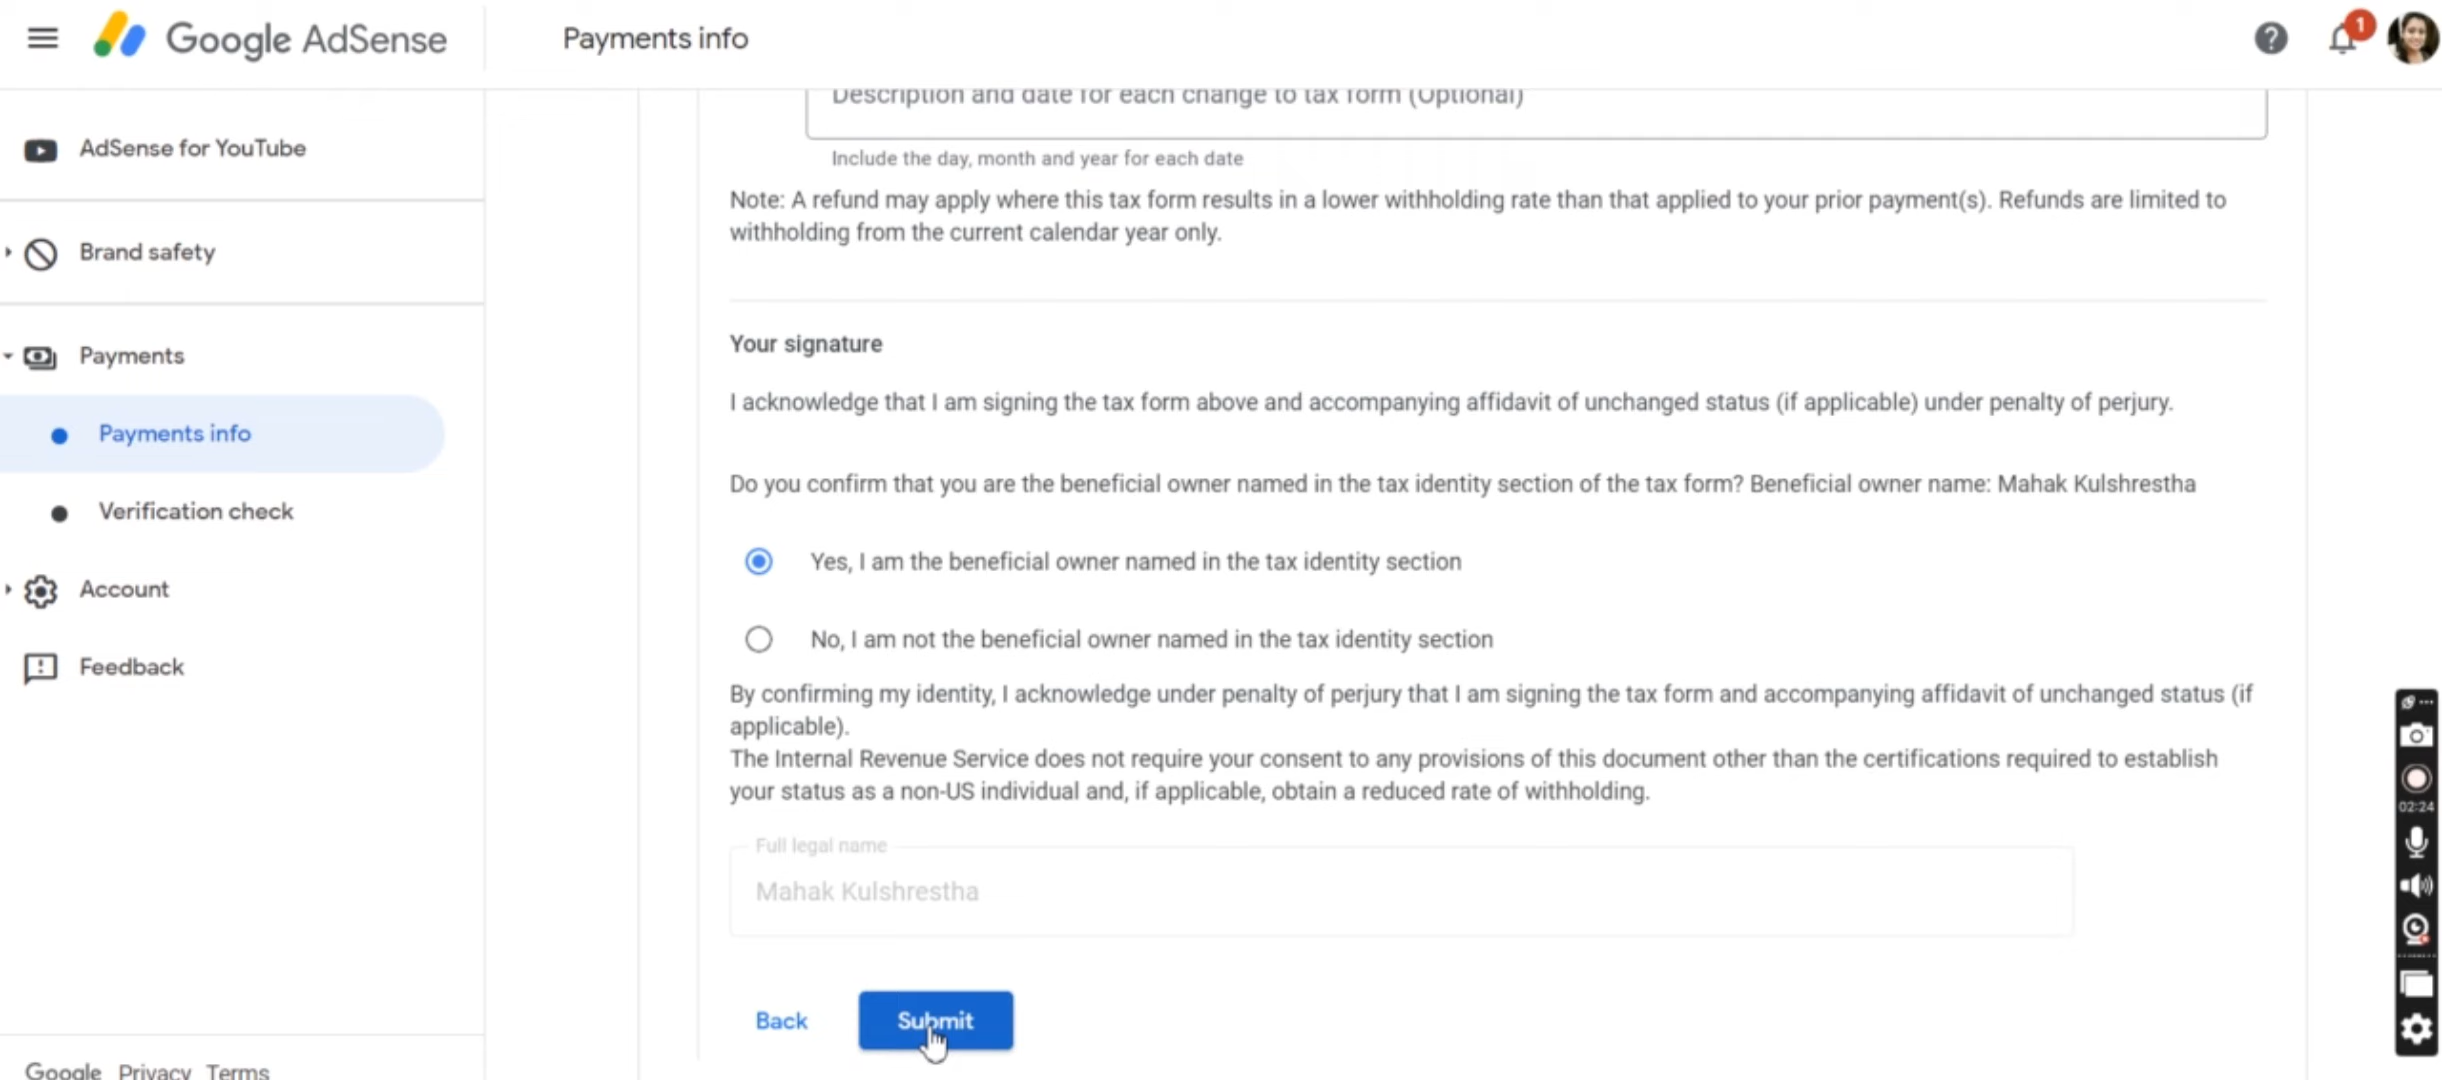 Google AdSense
Payments info
1
AdSense for YouTube
Brand safety
Payments
Payments info
Verification check
Account
Feedback
Google Privacy Terms
Description and date for each change to tax form (Optional)
Include the day, month and year for each date
Note: A refund may apply where this tax form results in a lower withholding rate than that applied to your prior payment(s). Refunds are limited to
withholding from the current calendar year only.
Your signature
I acknowledge that I am signing the tax form above and accompanying affidavit of unchanged status (if applicable) under penalty of perjury.
Do you confirm that you are the beneficial owner named in the tax identity section of the tax form? Beneficial owner name: Mahak Kulshrestha
Yes, I am the beneficial owner named in the tax identity section
No, I am not the beneficial owner named in the tax identity section
By confirming my identity, I acknowledge under penalty of perjury that I am signing the tax form and accompanying affidavit of unchanged status (if
applicable).
The Internal Revenue Service does not require your consent to any provisions of this document other than the certifications required to establish
your status as a non-US individual and, if applicable, obtain a reduced rate of withholding.
Full legal name
Mahak Kulshrestha
Back
Submit
02:24